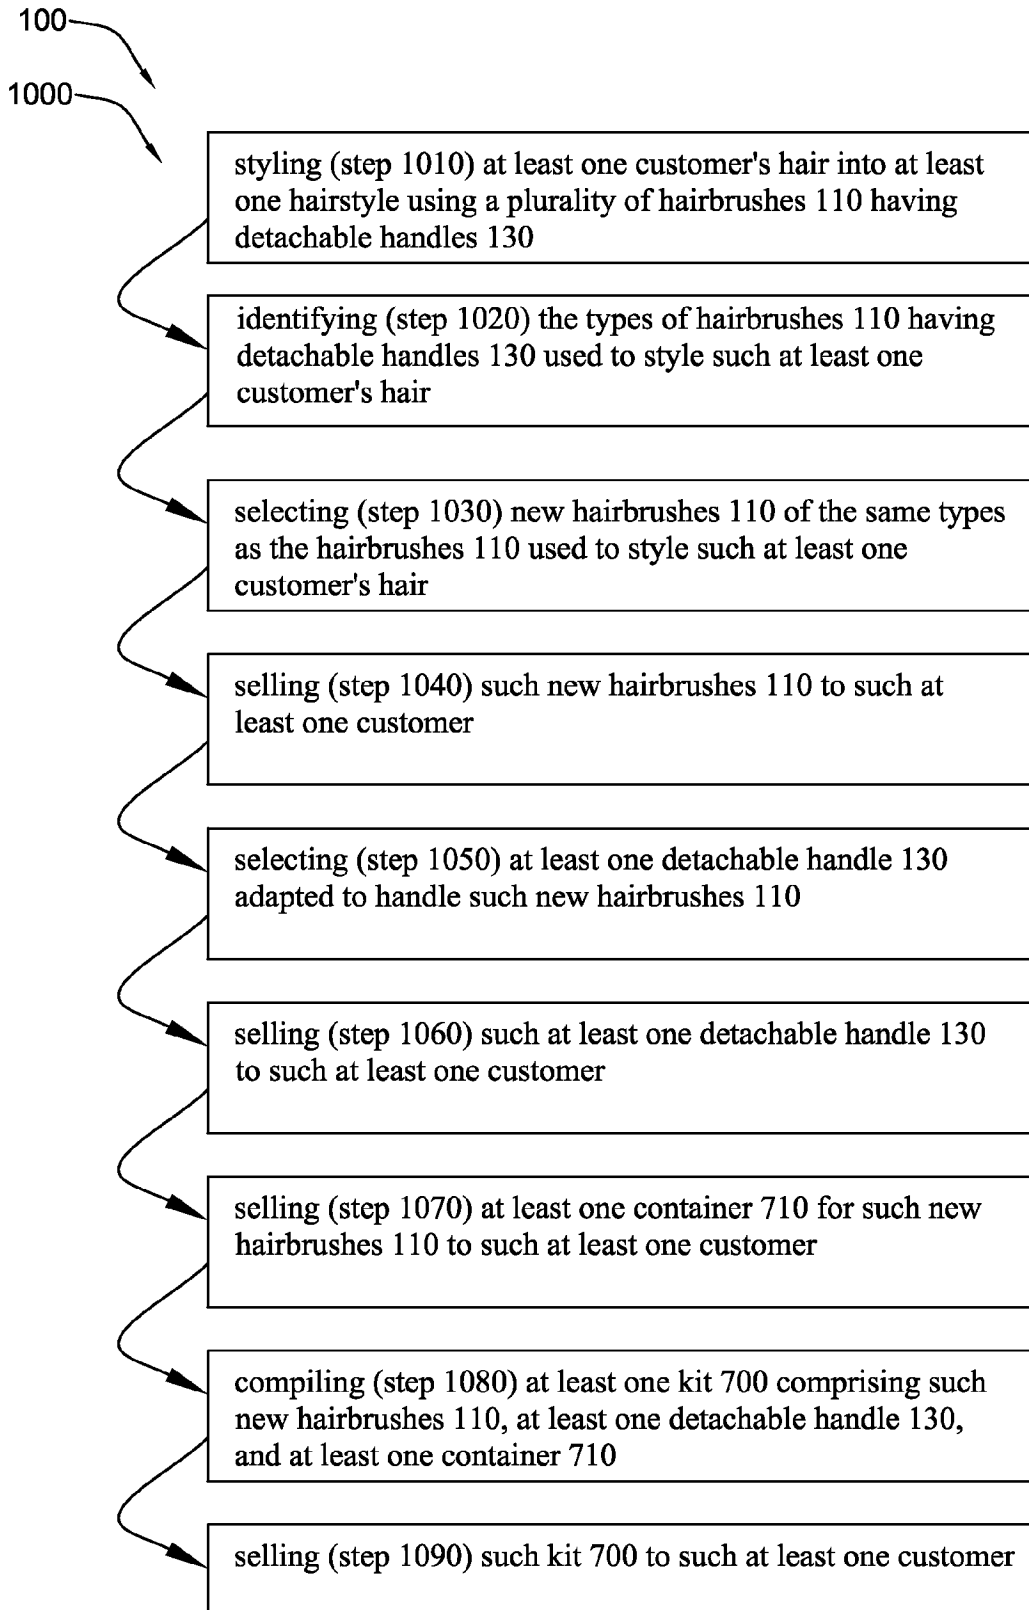 100
1000
styling (step 1010) at least one customer's hair into at least
one hairstyle using a plurality of hairbrushes 110 having
detachable handles 130
identifying (step 1020) the types of hairbrushes 110 having
detachable handles 130 used to style such at least one
customer's hair
selecting (step 1030) new hairbrushes 110 of the same types
as the hairbrushes 110 used to style such at least one
customer's hair
selling (step 1040) such new hairbrushes 110 to such at
least one customer
selecting (step 1050) at least one detachable handle 130
adapted to handle such new hairbrushes 110
selling (step 1060) such at least one detachable handle 130
to such at least one customer
selling (step 1070) at least one container 710 for such new
hairbrushes 110 to such at least one customer
compiling (step 1080) at least one kit 700 comprising such
new hairbrushes 110, at least one detachable handle 130,
and at least one container 710
selling (step 1090) such kit 700 to such at least one customer